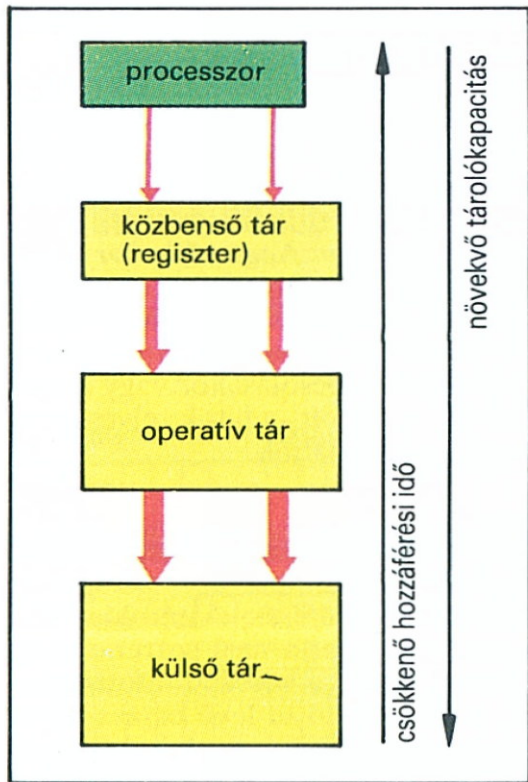 processzor
közbenső tár
(regiszter)
operatív tár
külső tár
csökkenő hozzáférési idő
növekvő tárolókapacitás